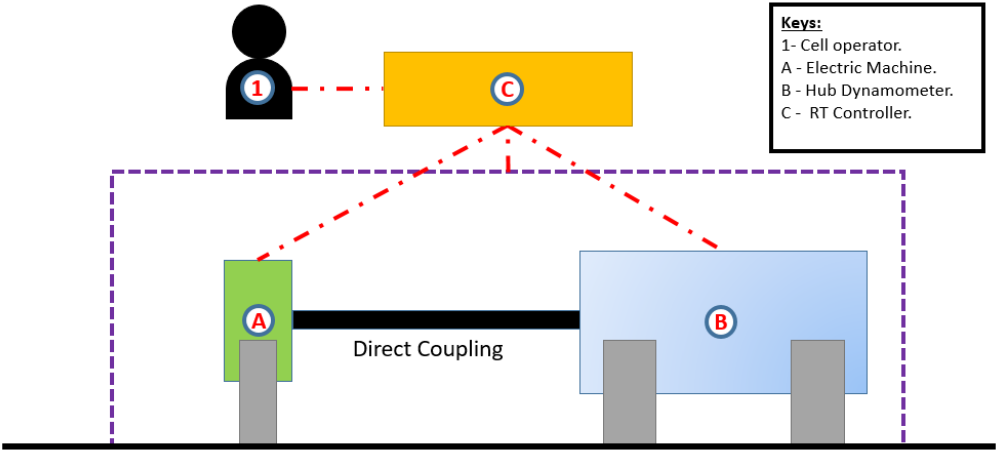 Keys:
1- Cell operator.
A - Electric Machine.
B - Hub Dynamometer.
C -  RT Controller.
1
C
A
B
Direct Coupling